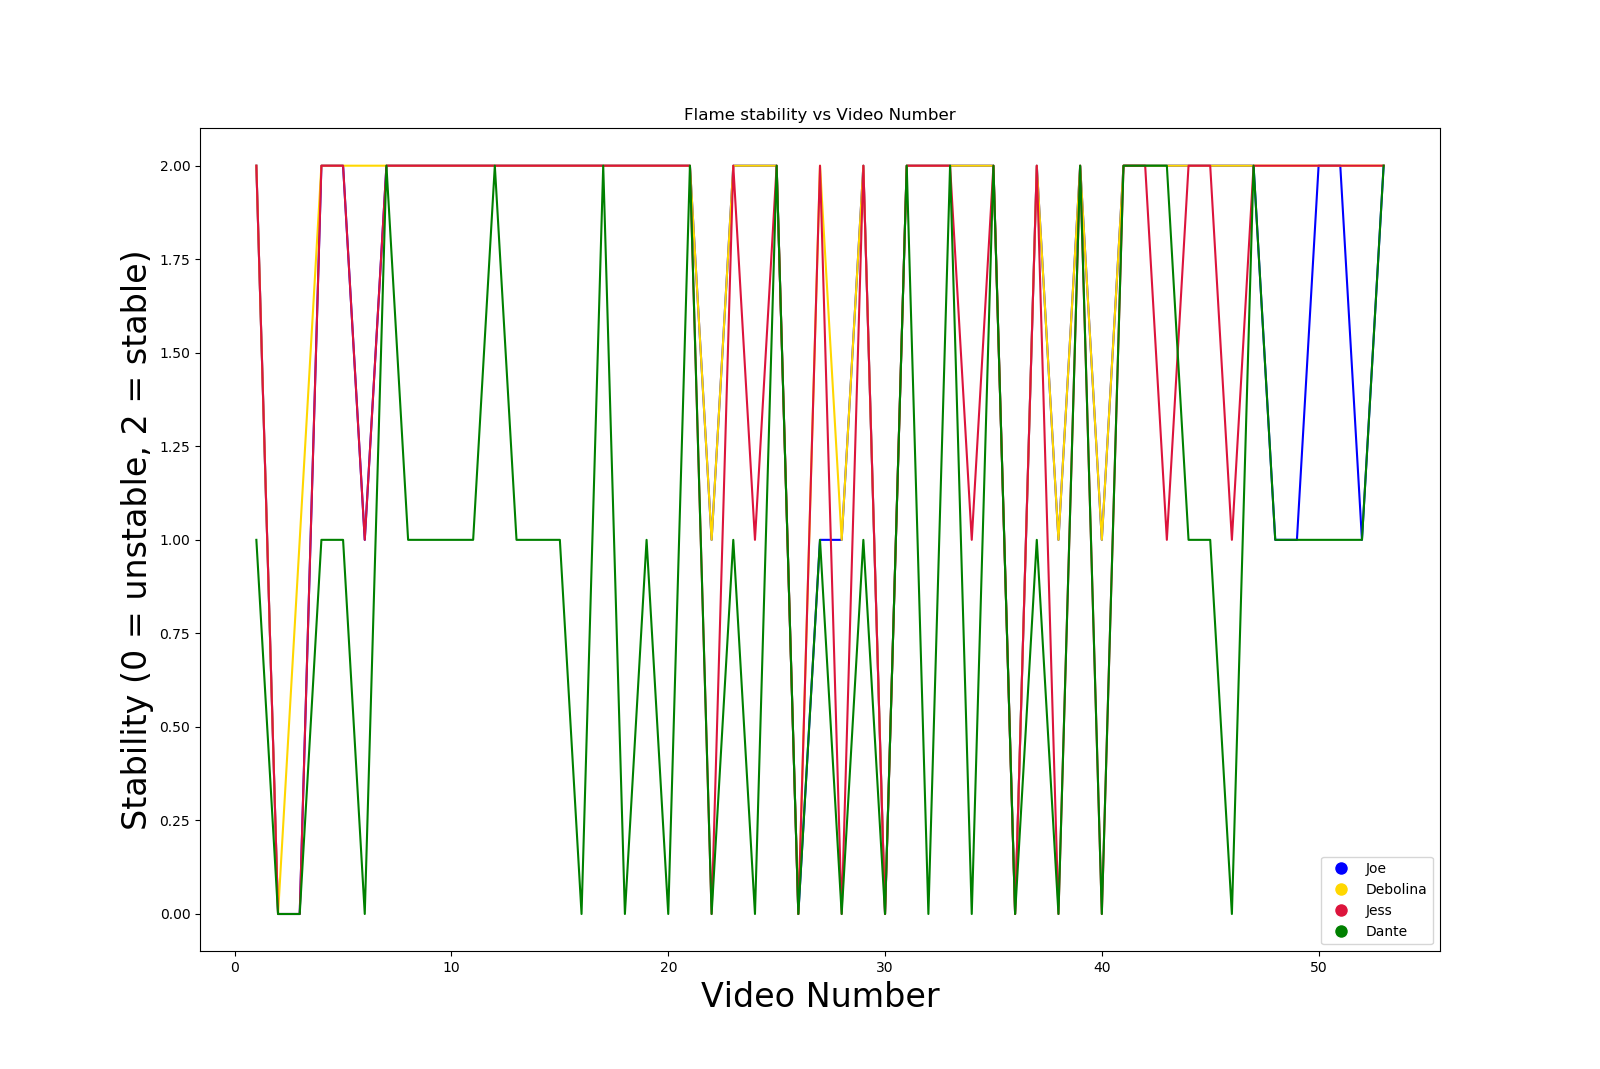 Flame stability vs Video Number
Stability (0 = unstable, 2 = stable)
2.00
1.75
1.50
1.25
1.00
0.75
0.50
0.25
0.00
0 10 20 30 40 50
Video Number
Joe
Debolina
Jess
Dante